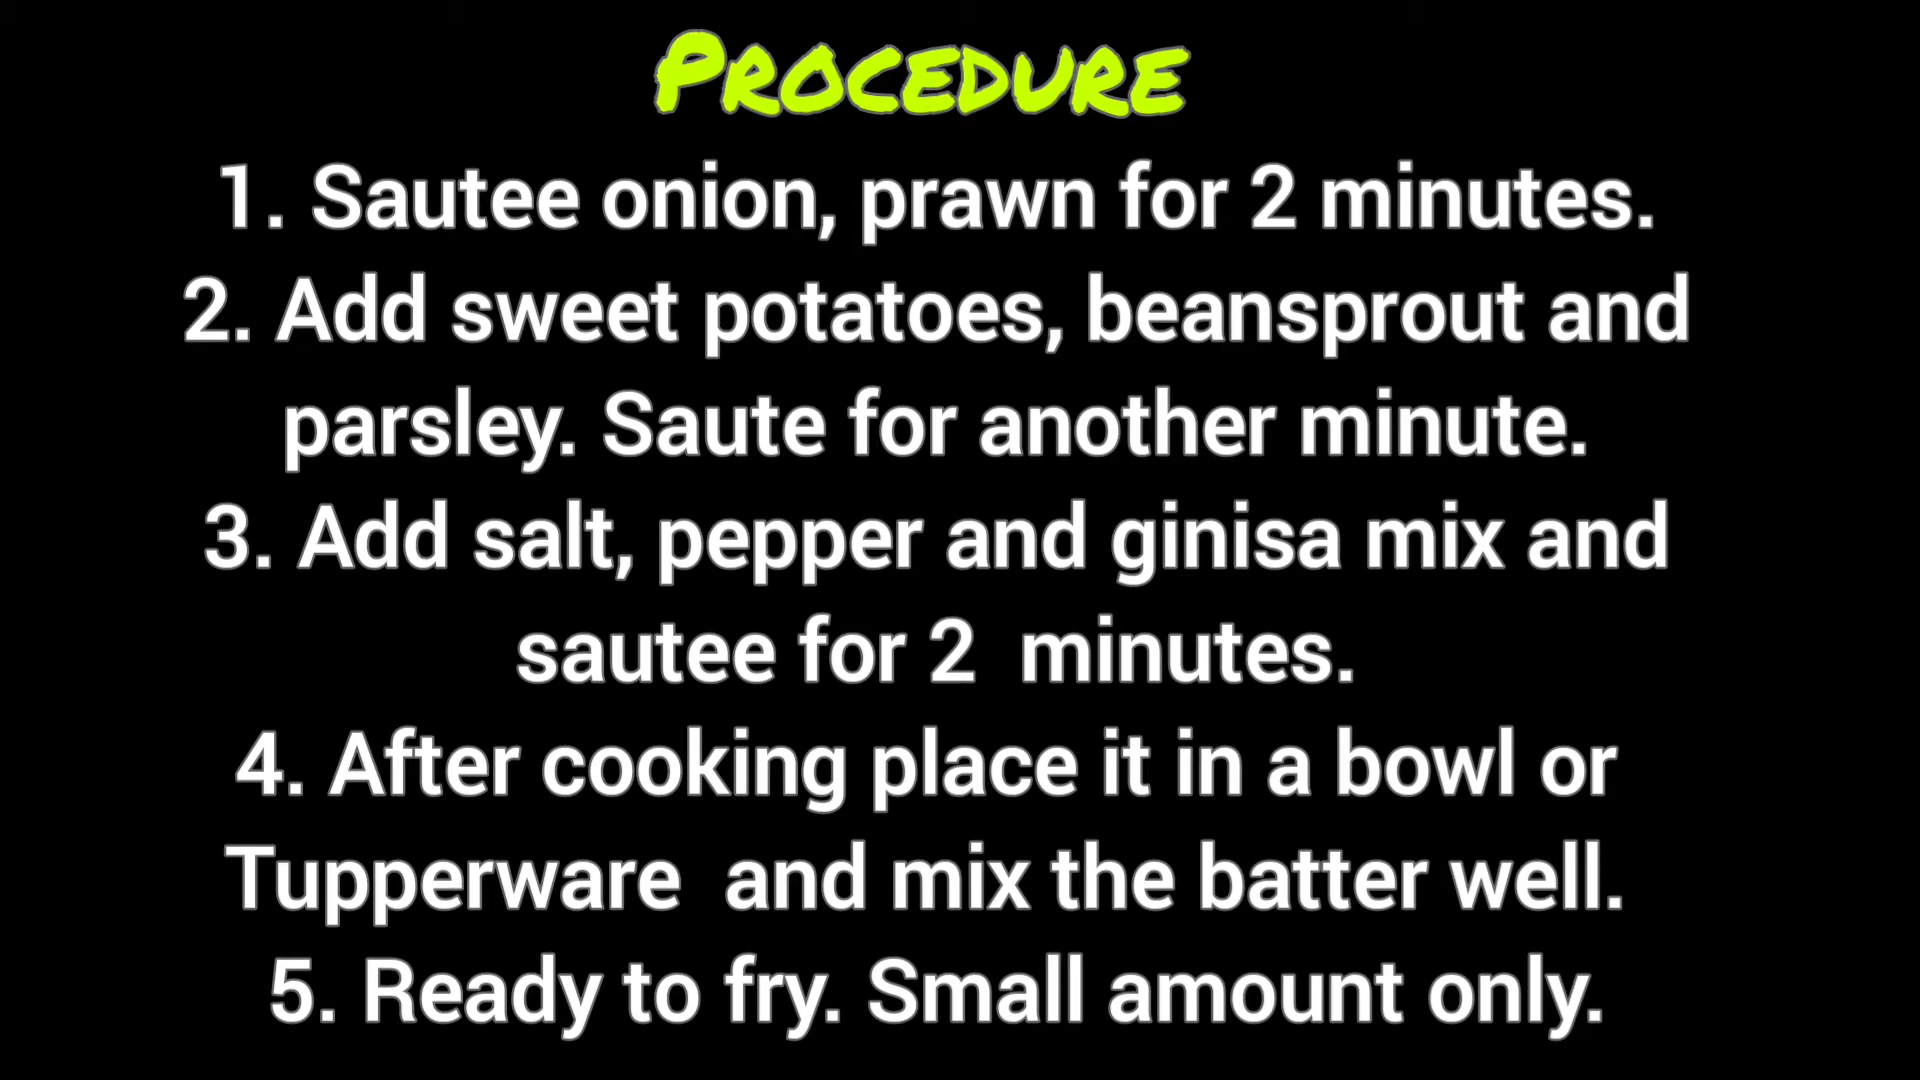 PROCEDURE
1. Sautee onion, prawn for 2 minutes.
2. Add sweet potatoes, beansprout and
parsley. Saute for another minute.
3. Add salt, pepper and ginisa mix and
sautee for 2  minutes.
4. After cooking place it in a bowl or
Tupperware  and mix the batter well.
5. Ready to fry. Small amount only.